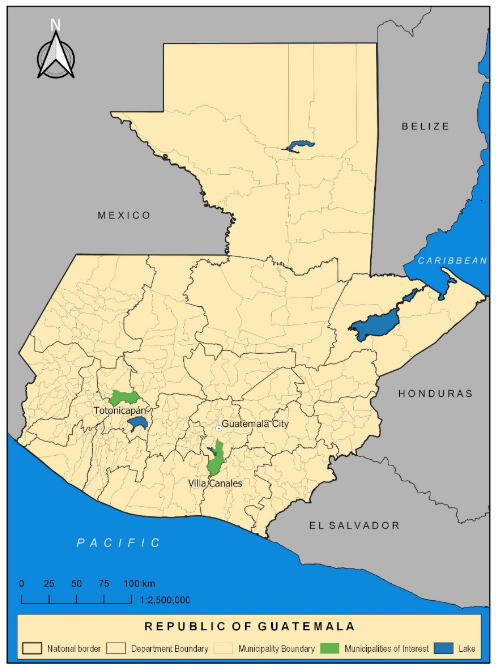 N
BELIZE
MEXICO
CARIBBEAN
HONDURAS
Totonicapán
Guatemala City
Villa Canales
EL SALVADOR
PACIFIC
0 25 50 75 100 km
1:2,500,000
REPUBLIC OF GUATEMALA
National border Department Boundary Municipality Boundary Municipalities of Interest Lake